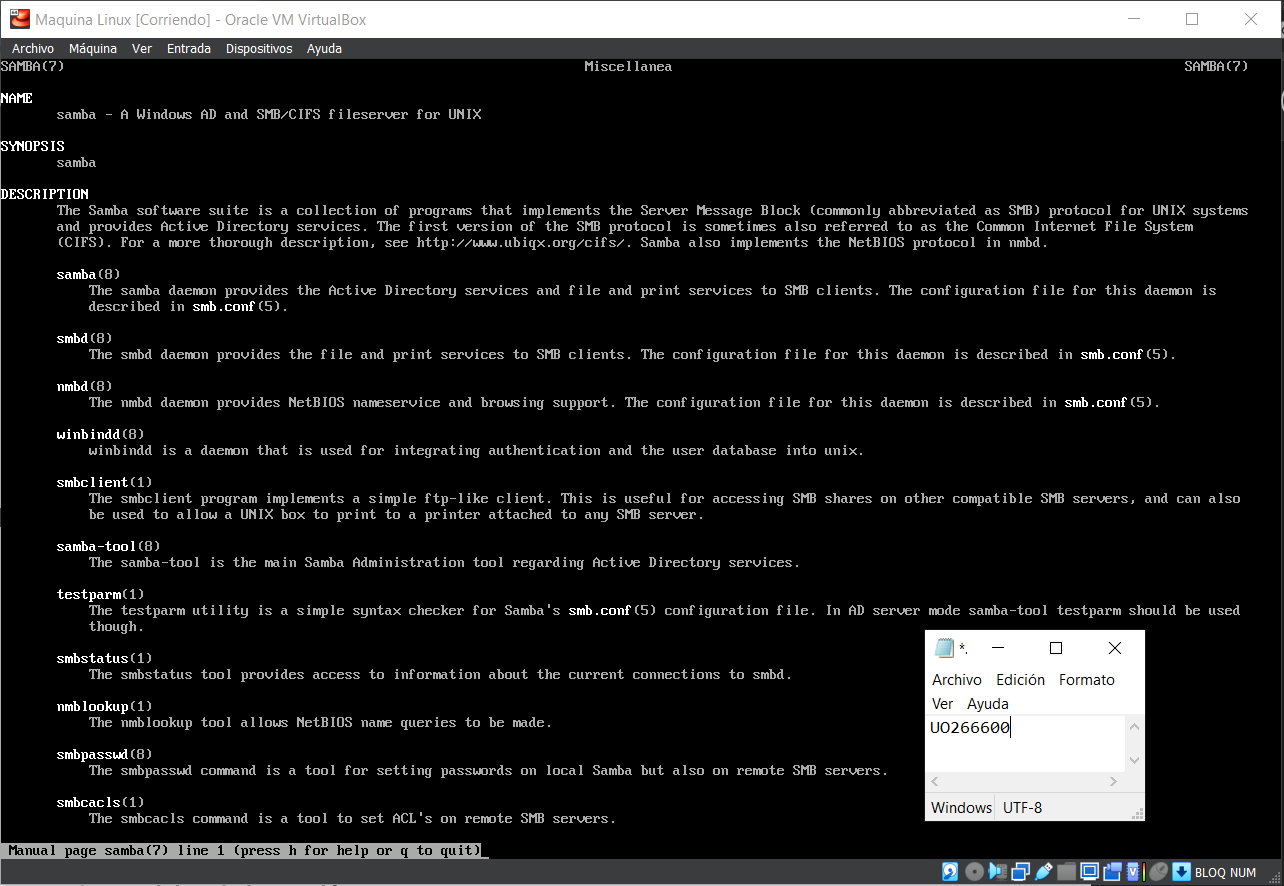 Maquina Linux [Corriendo] - Oracle VM VirtualBox
Archivo Máquina Ver Entrada Dispositivos Ayuda
SAMBA(7) Miscellanea SAMBA(7)
NAME
samba - A Windows AD and SMB/CIFS fileserver for UNIX
SYNOPSIS
samba
DESCRIPTION
The Samba software suite is a collection of programs that implements the Server Message Block (commonly abbreviated as SMB) protocol for UNIX systems
and provides Active Directory services. The first version of the SMB protocol is sometimes also referred to as the Common Internet File System
(CIFS). For a more thorough description, see http://www.ubiqx.org/cifs/. Samba also implements the NetBIOS protocol in nmbd.
samba(8)
The samba daemon provides the Active Directory services and file and print services to SMB clients. The configuration file for this daemon is
described in smb.conf(5).
smbd(8)
The smbd daemon provides the file and print services to SMB clients. The configuration file for this daemon is described in smb.conf(5).
nmbd(8)
The nmbd daemon provides NetBIOS nameservice and browsing support. The configuration file for this daemon is described in smb.conf(5).
winbindd(8)
winbindd is a daemon that is used for integrating authentication and the user database into unix.
smbclient(1)
The smbclient program implements a simple ftp-like client. This is useful for accessing SMB shares on other compatible SMB servers, and can also
be used to allow a UNIX box to print to a printer attached to any SMB server.
samba-tool(8)
The samba-tool is the main Samba Administration tool regarding Active Directory services.
testparm(1)
The testparm utility is a simple syntax checker for Samba's smb.conf(5) configuration file. In AD server mode samba-tool testparm should be used
though.
smbstatus(1)
The smbstatus tool provides access to information about the current connections to smbd.
nmblookup(1)
The nmblookup tool allows NetBIOS name queries to be made.
smbpasswd(8)
The smbpasswd command is a tool for setting passwords on local Samba but also on remote SMB servers.
smbcacls(1)
The smbcacls command is a tool to set ACL's on remote SMB servers.
Manual page samba(7) line 1 (press h for help or q to quit)
*.
Archivo Edición Formato
Ver Ayuda
UO266600
Windows UTF-8
BLOQ NUM